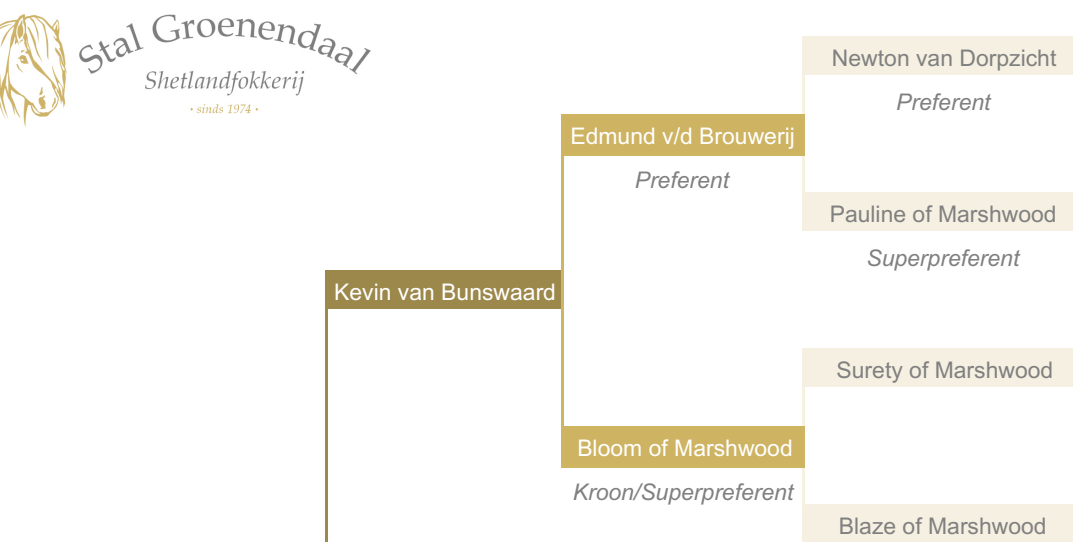 Stal Groenendaal
Shetlandfokkerij
• sinds 1974 •
Newton van Dorpzicht
Preferent
Edmund v/d Brouwerij
Preferent
Pauline of Marshwood
Superpreferent
Kevin van Bunswaard
Surety of Marshwood
Bloom of Marshwood
Kroon/Superpreferent
Blaze of Marshwood